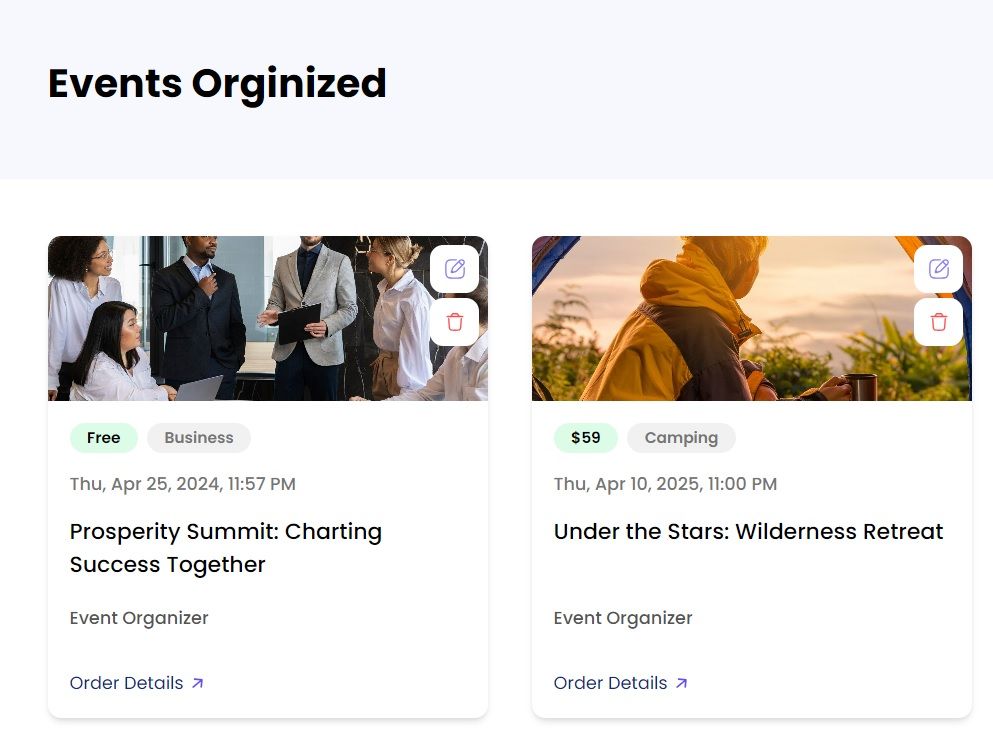 Events Orginized
Free
Business
Thu, Apr 25, 2024, 11:57 PM
Prosperity Summit: Charting
Success Together
Event Organizer
Order Details
$59
Camping
Thu, Apr 10, 2025, 11:00 PM
Under the Stars: Wilderness Retreat
Event Organizer
Order Details